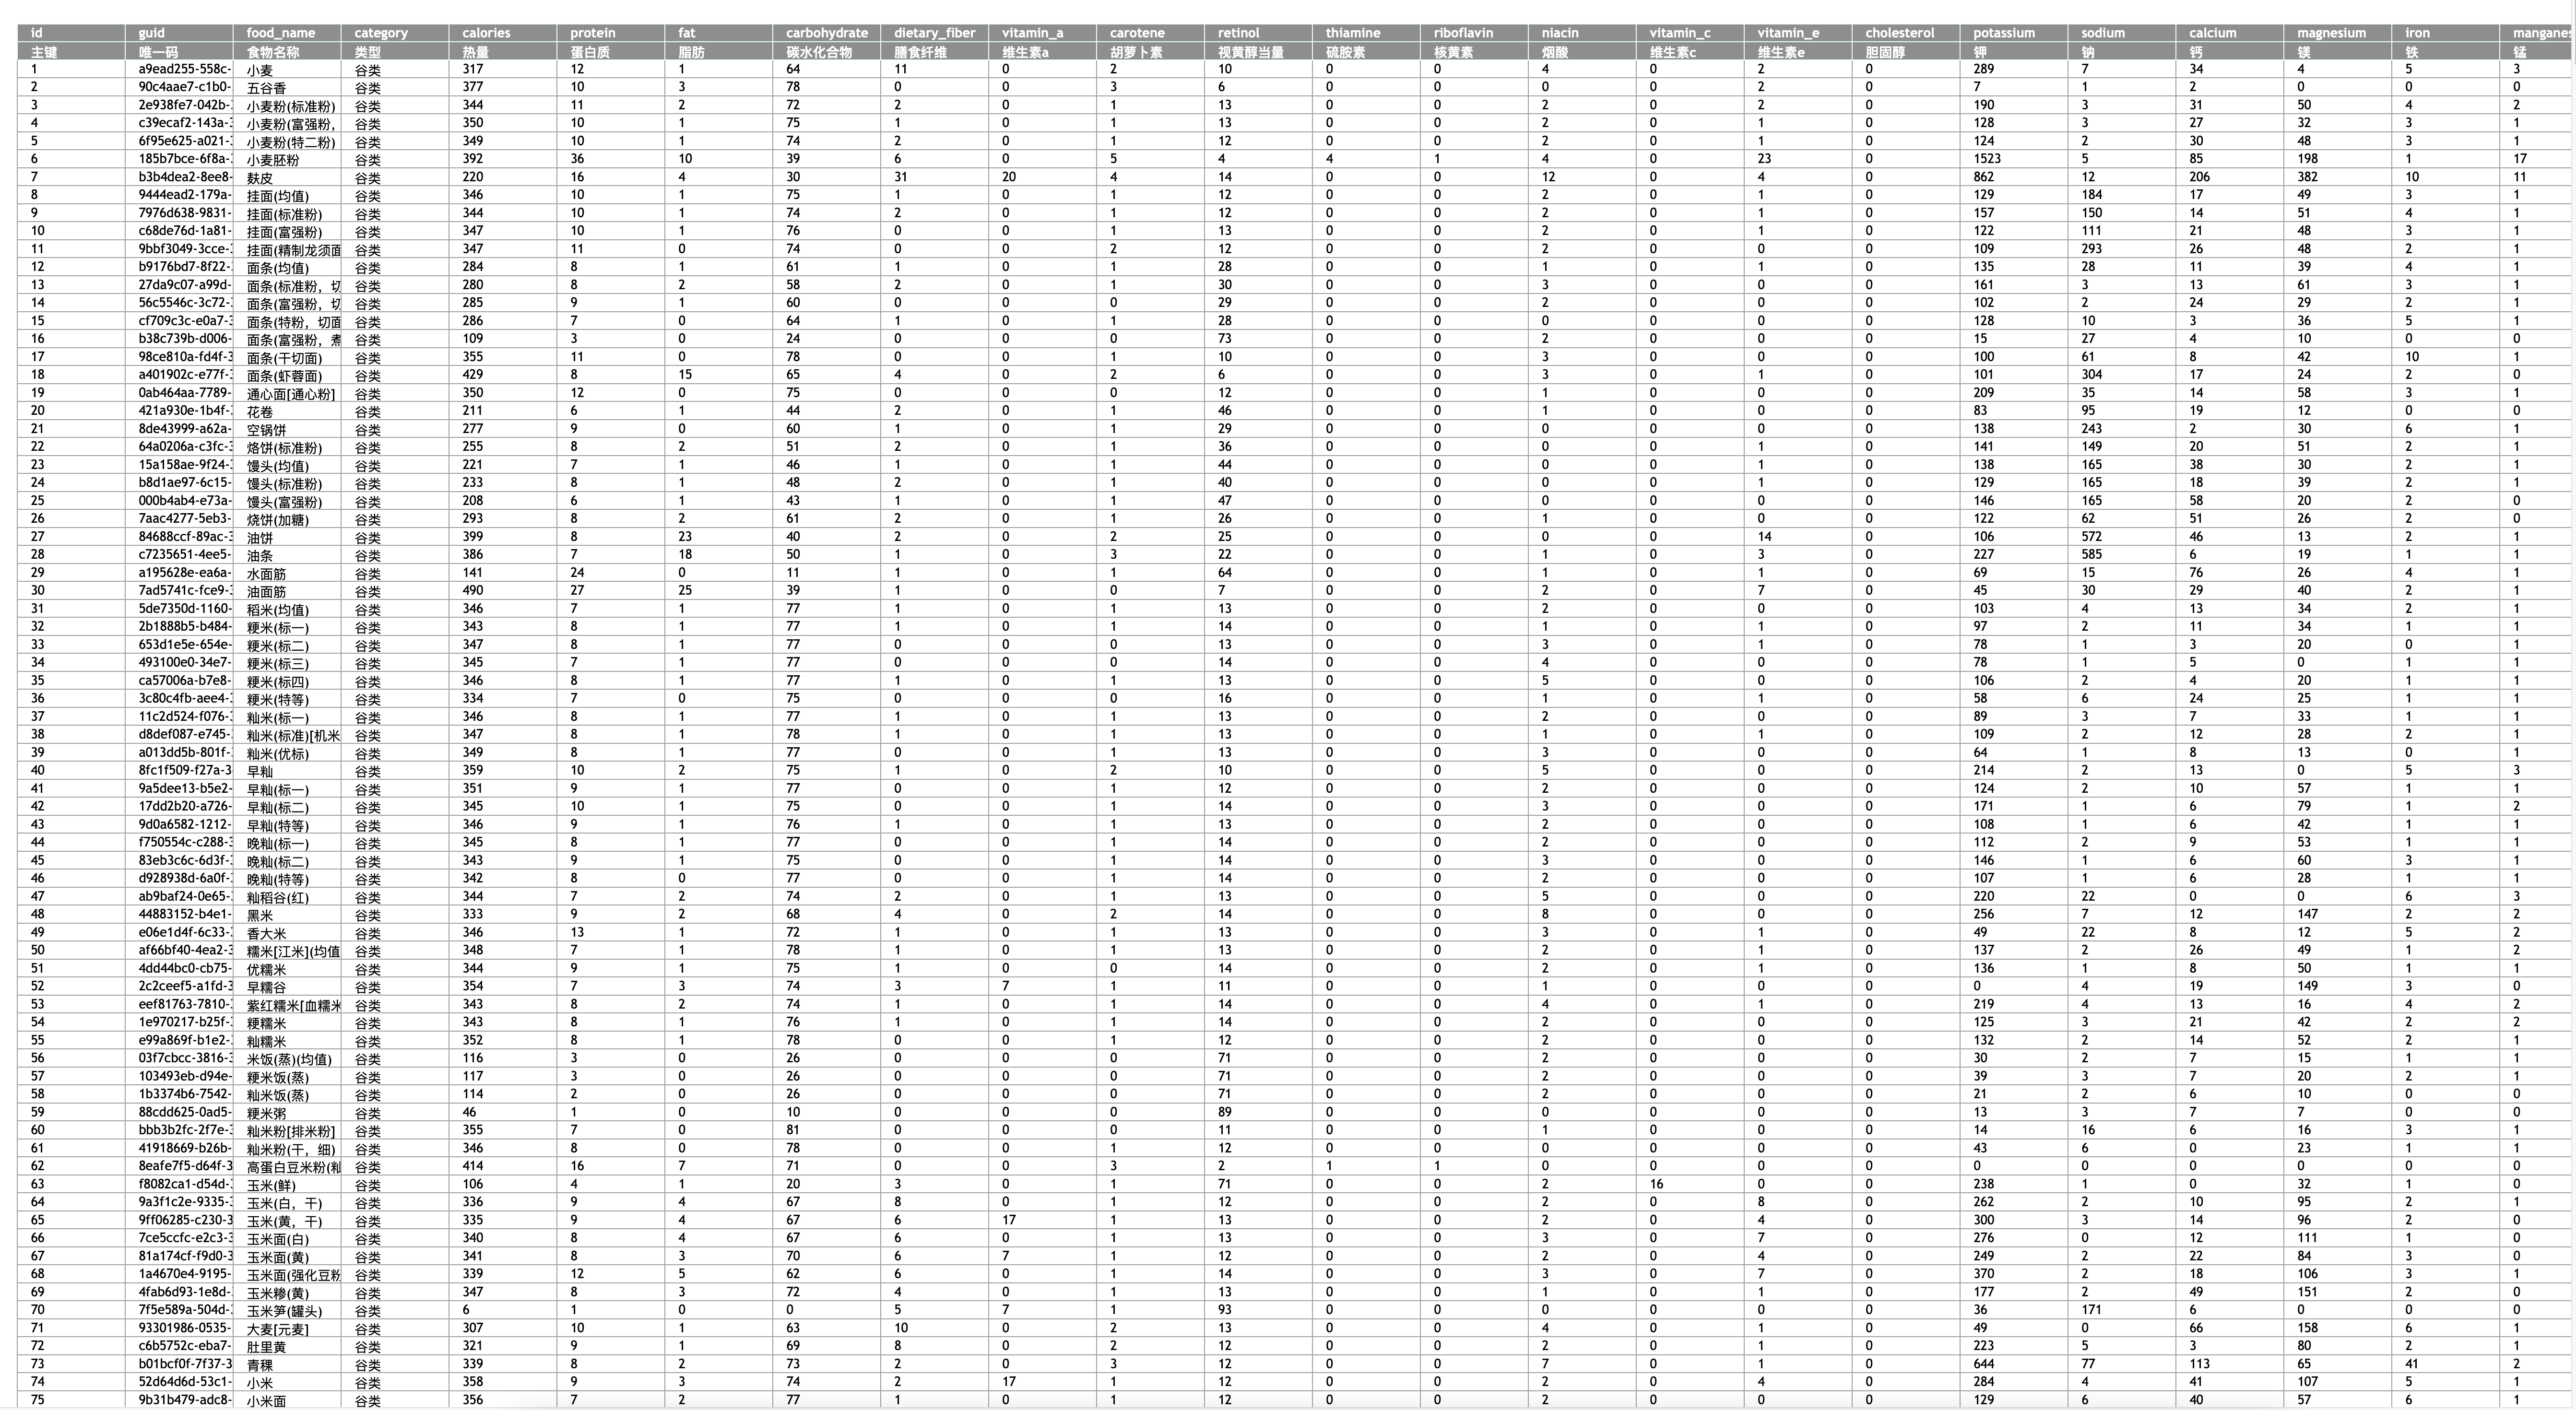 id guid food_name category calories protein fat carbohydrate dietary_fiber vitamin_a carotene retinol thiamine riboflavin niacin vitamin_c vitamin_e cholesterol potassium sodium calcium magnesium iron manganes
主键 唯一码 食物名称 类型 热量 蛋白质 脂肪 碳水化合物 膳食纤维 维生素a 胡萝卜素 视黄醇当量 硫胺素 核黄素 烟酸 维生素c 维生素e 胆固醇 钾 钠 钙 镁 铁 锰
1 a9ead255-558c- 小麦 谷类 317 12 1 64 11 0 2 10 0 0 4 0 2 0 289 7 34 4 5 3
2 90c4aae7-c1b0- 五谷香 谷类 377 10 3 78 0 0 3 6 0 0 0 0 2 0 7 1 2 0 0 0
3 2e938fe7-042b- 小麦粉(标准粉) 谷类 344 11 2 72 2 0 1 13 0 0 2 0 2 0 190 3 31 50 4 2
4 c39ecaf2-143a- 小麦粉(富强粉, 谷类 350 10 1 75 1 0 1 13 0 0 2 0 1 0 128 3 27 32 3 1
5 6f95e625-a021- 小麦粉(特二粉) 谷类 349 10 1 74 2 0 1 12 0 0 2 0 1 0 124 2 30 48 3 1
6 185b7bce-6f8a- 小麦胚粉 谷类 392 36 10 39 6 0 5 4 4 1 4 0 23 0 1523 5 85 198 1 17
7 b3b4dea2-8ee8- 麸皮 谷类 220 16 4 30 31 20 4 14 0 0 12 0 4 0 862 12 206 382 10 11
8 9444ead2-179a- 挂面(均值) 谷类 346 10 1 75 1 0 1 12 0 0 2 0 1 0 129 184 17 49 3 1
9 7976d638-9831- 挂面(标准粉) 谷类 344 10 1 74 2 0 1 12 0 0 2 0 1 0 157 150 14 51 4 1
10 c68de76d-1a81- 挂面(富强粉) 谷类 347 10 1 76 0 0 1 13 0 0 2 0 1 0 122 111 21 48 3 1
11 9bbf3049-3cce- 挂面(精制龙须面 谷类 347 11 0 74 0 0 2 12 0 0 2 0 0 0 109 293 26 48 2 1
12 b9176bd7-8f22- 面条(均值) 谷类 284 8 1 61 1 0 1 28 0 0 1 0 1 0 135 28 11 39 4 1
13 27da9c07-a99d- 面条(标准粉，切 谷类 280 8 2 58 2 0 1 30 0 0 3 0 0 0 161 3 13 61 3 1
14 56c5546c-3c72- 面条(富强粉，切 谷类 285 9 1 60 0 0 0 29 0 0 2 0 0 0 102 2 24 29 2 1
15 cf709c3c-e0a7-3 面条(特粉，切面 谷类 286 7 0 64 1 0 1 28 0 0 0 0 0 0 128 10 3 36 5 1
16 b38c739b-d006- 面条(富强粉，煮 谷类 109 3 0 24 0 0 0 73 0 0 2 0 0 0 15 27 4 10 0 0
17 98ce810a-fd4f-3 面条(干切面) 谷类 355 11 0 78 0 0 1 10 0 0 3 0 0 0 100 61 8 42 10 1
18 a401902c-e77f- 面条(虾蓉面) 谷类 429 8 15 65 4 0 2 6 0 0 3 0 1 0 101 304 17 24 2 0
19 0ab464aa-7789- 通心面[通心粉] 谷类 350 12 0 75 0 0 0 12 0 0 1 0 0 0 209 35 14 58 3 1
20 421a930e-1b4f- 花卷 谷类 211 6 1 44 2 0 1 46 0 0 1 0 0 0 83 95 19 12 0 0
21 8de43999-a62a- 空锅饼 谷类 277 9 0 60 1 0 1 29 0 0 0 0 0 0 138 243 2 30 6 1
22 64a0206a-c3fc-3 烙饼(标准粉) 谷类 255 8 2 51 2 0 1 36 0 0 0 0 1 0 141 149 20 51 2 1
23 15a158ae-9f24- 馒头(均值) 谷类 221 7 1 46 1 0 1 44 0 0 0 0 1 0 138 165 38 30 2 1
24 b8d1ae97-6c15- 馒头(标准粉) 谷类 233 8 1 48 2 0 1 40 0 0 0 0 1 0 129 165 18 39 2 1
25 000b4ab4-e73a- 馒头(富强粉) 谷类 208 6 1 43 1 0 1 47 0 0 0 0 0 0 146 165 58 20 2 0
26 7aac4277-5eb3- 烧饼(加糖) 谷类 293 8 2 61 2 0 1 26 0 0 1 0 0 0 122 62 51 26 2 0
27 84688ccf-89ac-3 油饼 谷类 399 8 23 40 2 0 2 25 0 0 0 0 14 0 106 572 46 13 2 1
28 c7235651-4ee5- 油条 谷类 386 7 18 50 1 0 3 22 0 0 1 0 3 0 227 585 6 19 1 1
29 a195628e-ea6a- 水面筋 谷类 141 24 0 11 1 0 1 64 0 0 1 0 1 0 69 15 76 26 4 1
30 7ad5741c-fce9- 油面筋 谷类 490 27 25 39 1 0 0 7 0 0 2 0 7 0 45 30 29 40 2 1
31 5de7350d-1160- 稻米(均值) 谷类 346 7 1 77 1 0 1 13 0 0 2 0 0 0 103 4 13 34 2 1
32 2b1888b5-b484- 粳米(标一) 谷类 343 8 1 77 1 0 1 14 0 0 1 0 1 0 97 2 11 34 1 1
33 653d1e5e-654e- 粳米(标二) 谷类 347 8 1 77 0 0 0 13 0 0 3 0 1 0 78 1 3 20 0 1
34 493100e0-34e7- 粳米(标三) 谷类 345 7 1 77 0 0 0 14 0 0 4 0 0 0 78 1 5 0 1 1
35 ca57006a-b7e8- 粳米(标四) 谷类 346 8 1 77 1 0 1 13 0 0 5 0 0 0 106 2 4 20 1 1
36 3c80c4fb-aee4- 粳米(特等) 谷类 334 7 0 75 0 0 0 16 0 0 1 0 1 0 58 6 24 25 1 1
37 11c2d524-f076- 籼米(标一) 谷类 346 8 1 77 1 0 1 13 0 0 2 0 0 0 89 3 7 33 1 1
38 d8def087-e745- 籼米(标准)[机米 谷类 347 8 1 78 1 0 1 13 0 0 1 0 1 0 109 2 12 28 2 1
39 a013dd5b-801f- 籼米(优标) 谷类 349 8 1 77 0 0 1 13 0 0 3 0 0 0 64 1 8 13 0 1
40 8fc1f509-f27a-3 早籼 谷类 359 10 2 75 1 0 2 10 0 0 5 0 0 0 214 2 13 0 5 3
41 9a5dee13-b5e2- 早籼(标一) 谷类 351 9 1 77 0 0 1 12 0 0 2 0 0 0 124 2 10 57 1 1
42 17dd2b20-a726- 早籼(标二) 谷类 345 10 1 75 0 0 1 14 0 0 3 0 0 0 171 1 6 79 1 2
43 9d0a6582-1212- 早籼(特等) 谷类 346 9 1 76 1 0 1 13 0 0 2 0 0 0 108 1 6 42 1 1
44 f750554c-c288-3 晚籼(标一) 谷类 345 8 1 77 0 0 1 14 0 0 2 0 0 0 112 2 9 53 1 1
45 83eb3c6c-6d3f- 晚籼(标二) 谷类 343 9 1 75 0 0 1 14 0 0 3 0 0 0 146 1 6 60 3 1
46 d928938d-6a0f- 晚籼(特等) 谷类 342 8 0 77 0 0 1 14 0 0 2 0 0 0 107 1 6 28 1 1
47 ab9baf24-0e65- 籼稻谷(红) 谷类 344 7 2 74 2 0 1 13 0 0 5 0 0 0 220 22 0 0 6 3
48 44883152-b4e1- 黑米 谷类 333 9 2 68 4 0 2 14 0 0 8 0 0 0 256 7 12 147 2 2
49 e06e1d4f-6c33- 香大米 谷类 346 13 1 72 1 0 1 13 0 0 3 0 1 0 49 22 8 12 5 2
50 af66bf40-4ea2-3 糯米[江米](均值 谷类 348 7 1 78 1 0 1 13 0 0 2 0 1 0 137 2 26 49 1 2
51 4dd44bc0-cb75- 优糯米 谷类 344 9 1 75 1 0 0 14 0 0 2 0 1 0 136 1 8 50 1 1
52 2c2ceef5-a1fd-3 早糯谷 谷类 354 7 3 74 3 7 1 11 0 0 1 0 0 0 0 4 19 149 3 0
53 eef81763-7810- 紫红糯米[血糯米 谷类 343 8 2 74 1 0 1 14 0 0 4 0 1 0 219 4 13 16 4 2
54 1e970217-b25f- 粳糯米 谷类 343 8 1 76 1 0 1 14 0 0 2 0 0 0 125 3 21 42 2 2
55 e99a869f-b1e2- 籼糯米 谷类 352 8 1 78 0 0 1 12 0 0 2 0 0 0 132 2 14 52 2 1
56 03f7cbcc-3816-3 米饭(蒸)(均值) 谷类 116 3 0 26 0 0 0 71 0 0 2 0 0 0 30 2 7 15 1 1
57 103493eb-d94e- 粳米饭(蒸) 谷类 117 3 0 26 0 0 0 71 0 0 2 0 0 0 39 3 7 20 2 1
58 1b3374b6-7542- 籼米饭(蒸) 谷类 114 2 0 26 0 0 0 71 0 0 2 0 0 0 21 2 6 10 0 0
59 88cdd625-0ad5- 粳米粥 谷类 46 1 0 10 0 0 0 89 0 0 0 0 0 0 13 3 7 7 0 0
60 bbb3b2fc-2f7e-3 籼米粉[排米粉] 谷类 355 7 0 81 0 0 0 11 0 0 1 0 0 0 14 16 6 16 3 1
61 41918669-b26b- 籼米粉(干，细) 谷类 346 8 0 78 0 0 1 12 0 0 0 0 0 0 43 6 0 23 1 1
62 8eafe7f5-d64f-3 高蛋白豆米粉(籼 谷类 414 16 7 71 0 0 3 2 1 1 0 0 0 0 0 0 0 0 0 0
63 f8082ca1-d54d- 玉米(鲜) 谷类 106 4 1 20 3 0 1 71 0 0 2 16 0 0 238 1 0 32 1 0
64 9a3f1c2e-9335- 玉米(白，干) 谷类 336 9 4 67 8 0 1 12 0 0 2 0 8 0 262 2 10 95 2 1
65 9ff06285-c230-3 玉米(黄，干) 谷类 335 9 4 67 6 17 1 13 0 0 2 0 4 0 300 3 14 96 2 0
66 7ce5ccfc-e2c3-3 玉米面(白) 谷类 340 8 4 67 6 0 1 13 0 0 3 0 7 0 276 0 12 111 1 0
67 81a174cf-f9d0-3 玉米面(黄) 谷类 341 8 3 70 6 7 1 12 0 0 2 0 4 0 249 2 22 84 3 0
68 1a4670e4-9195- 玉米面(强化豆粉 谷类 339 12 5 62 6 0 1 14 0 0 3 0 7 0 370 2 18 106 3 1
69 4fab6d93-1e8d- 玉米糁(黄) 谷类 347 8 3 72 4 0 1 13 0 0 1 0 1 0 177 2 49 151 2 0
70 7f5e589a-504d- 玉米笋(罐头) 谷类 6 1 0 0 5 7 1 93 0 0 0 0 0 0 36 171 6 0 0 0
71 93301986-0535- 大麦[元麦] 谷类 307 10 1 63 10 0 2 13 0 0 4 0 1 0 49 0 66 158 6 1
72 c6b5752c-eba7- 肚里黄 谷类 321 9 1 69 8 0 2 12 0 0 2 0 1 0 223 5 3 80 2 1
73 b01bcf0f-7f37-3 青稞 谷类 339 8 2 73 2 0 3 12 0 0 7 0 1 0 644 77 113 65 41 2
74 52d64d6d-53c1- 小米 谷类 358 9 3 74 2 17 1 12 0 0 2 0 4 0 284 4 41 107 5 1
75 9b31b479-adc8- 小米面 谷类 356 7 2 77 1 0 1 12 0 0 2 0 1 0 129 6 40 57 6 1